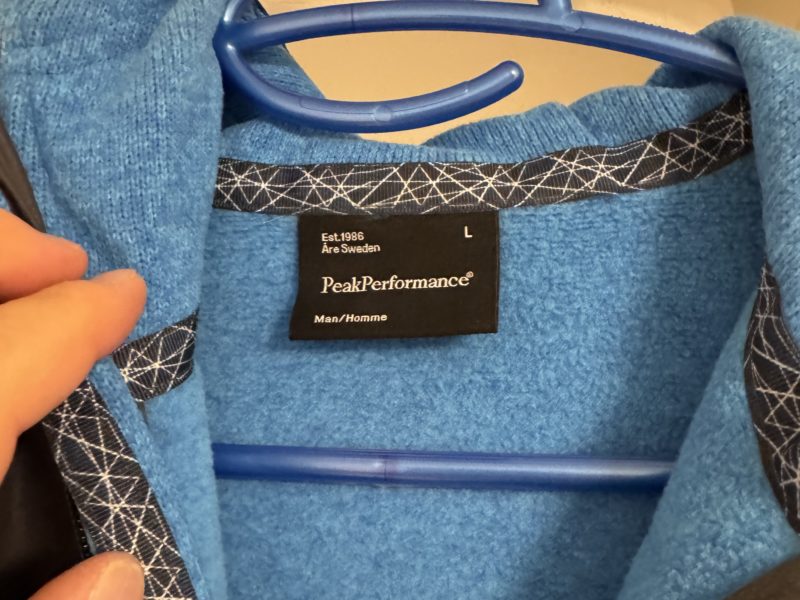 Est.1986
L
Åre Sweden
PeakPerformance®
Man/Homme